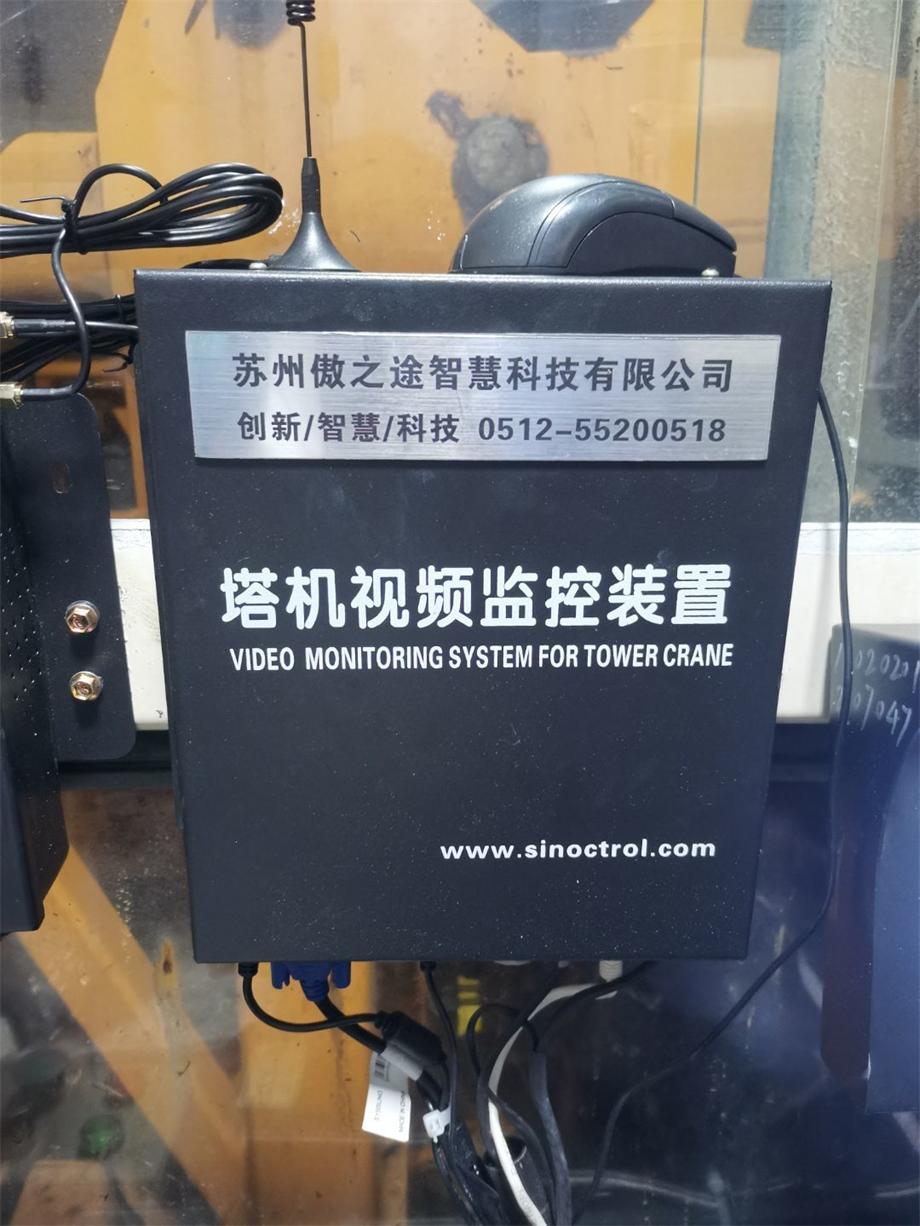 苏州傲之途智慧科技有限公司
创新/智慧/科技 0512-55200518
塔机视频监控装置
VIDEO MONITORING SYSTEM FOR TOWER CRANE
www.sinoctrol.com